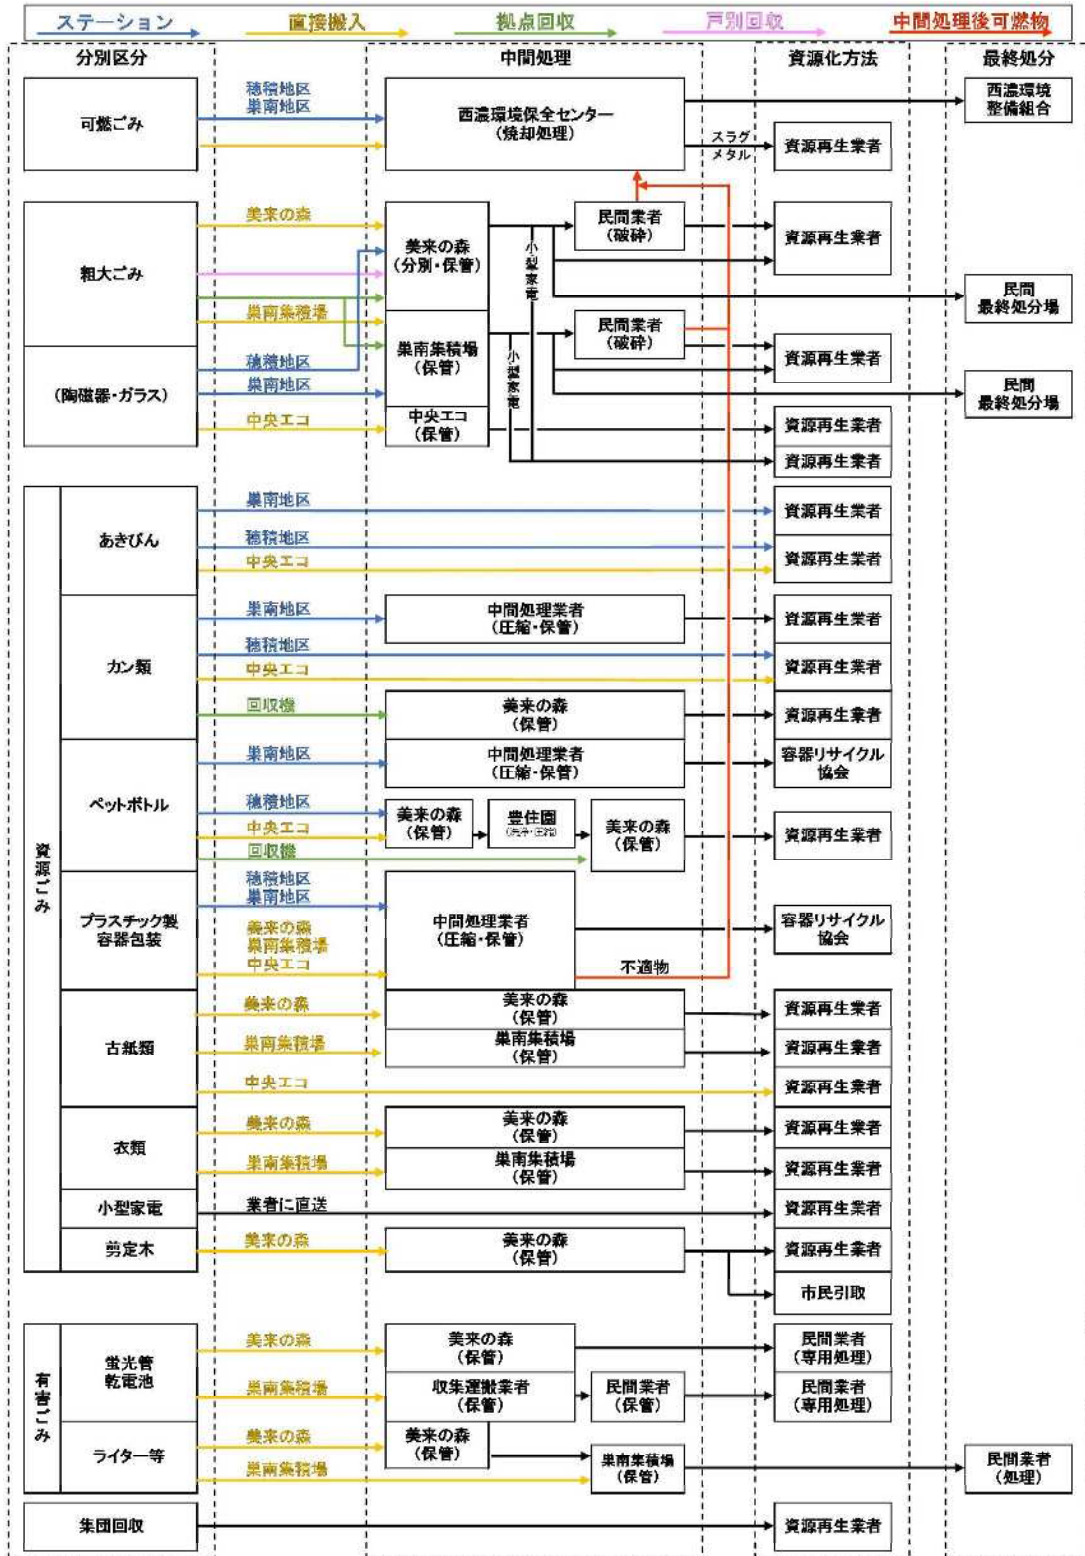 ステーション
直接搬入
拠点回収
戸別回収
中間処理後可燃物
分別区分
中間処理
資源化方法
最終処分
可燃ごみ
穂積地区
巣南地区
西濃環境保全センター
(焼却処理)
スラグ
メタル
資源再生業者
西濃環境
整備組合
粗大ごみ
美来の森
巣南集積場
美来の森
(分別・保管)
小型家電
民間業者
(破砕)
資源再生業者
民間
最終処分場
(陶磁器・ガラス)
穂積地区
巣南地区
中央エコ
巣南集積場
(保管)
小型家電
民間業者
(破砕)
資源再生業者
民間
最終処分場
中央エコ
(保管)
資源再生業者
資源再生業者
資源ごみ
あきびん
巣南地区
穂積地区
中央エコ
資源再生業者
資源再生業者
カン類
巣南地区
穂積地区
中央エコ
回収機
中間処理業者
(圧縮・保管)
資源再生業者
資源再生業者
美来の森
(保管)
資源再生業者
ペットボトル
巣南地区
穂積地区
中央エコ
回収機
中間処理業者
(圧縮・保管)
容器リサイクル
協会
美来の森
(保管)
豊住園
美来の森
(保管)
資源再生業者
プラスチック製
容器包装
穂積地区
巣南地区
美来の森
巣南集積場
中央エコ
中間処理業者
(圧縮・保管)
不適物
容器リサイクル
協会
古紙類
美来の森
巣南集積場
中央エコ
美来の森
(保管)
巣南集積場
(保管)
資源再生業者
資源再生業者
資源再生業者
衣類
美来の森
巣南集積場
美来の森
(保管)
巣南集積場
(保管)
資源再生業者
資源再生業者
小型家電
業者に直送
資源再生業者
剪定木
美来の森
美来の森
(保管)
資源再生業者
市民引取
有害ごみ
蛍光管
乾電池
美来の森
巣南集積場
美来の森
(保管)
収集運搬業者
(保管)
民間業者
(保管)
民間業者
(専用処理)
民間業者
(専用処理)
ライター等
美来の森
巣南集積場
美来の森
(保管)
巣南集積場
(保管)
民間業者
(処理)
集団回収
資源再生業者